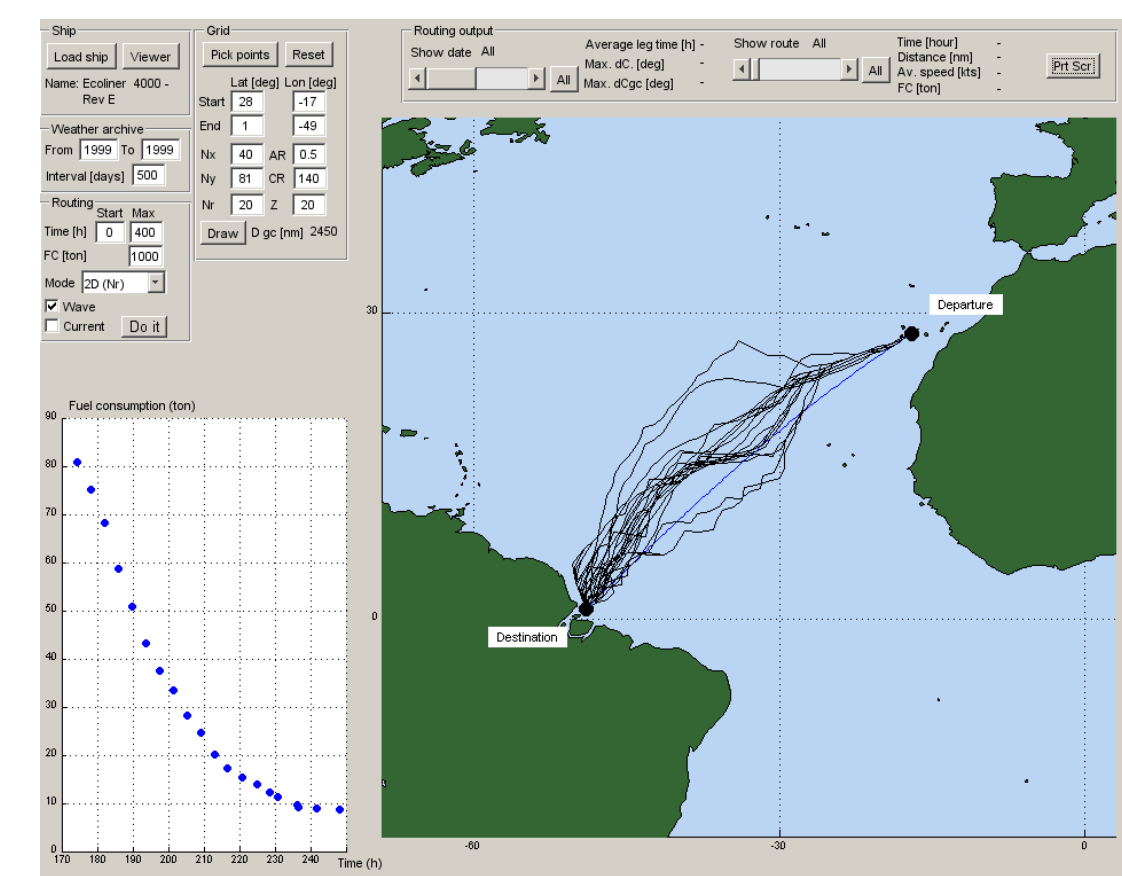 Ship
Load ship Viewer
Name: Ecoliner 4000 -
Rev E
Weather archive
From 1999 To 1999
Interval [days] 500
Routing
Start Max
Time [h] 0 400
FC [ton] 1000
Mode 2D (Nr)
Wave
Current Do it
Grid
Pick points Reset
Lat [deg] Lon [deg]
Start 28 -17
End 1 -49
Nx 40 AR 0.5
Ny 81 CR 140
Nr 20 Z 20
Draw D gc [nm] 2450
Routing output
Show date All
All
Average leg time [h] -
Max. dC. [deg] -
Max. dCgc [deg] -
Show route All
All
Time [hour] -
Distance [nm] -
Av. speed [kts] -
FC [ton] -
Prt Scr
Departure
Destination
30
0
-60 -30 0
Fuel consumption (ton)
90
80
70
60
50
40
30
20
10
0
170 180 190 200 210 220 230 240 Time (h)